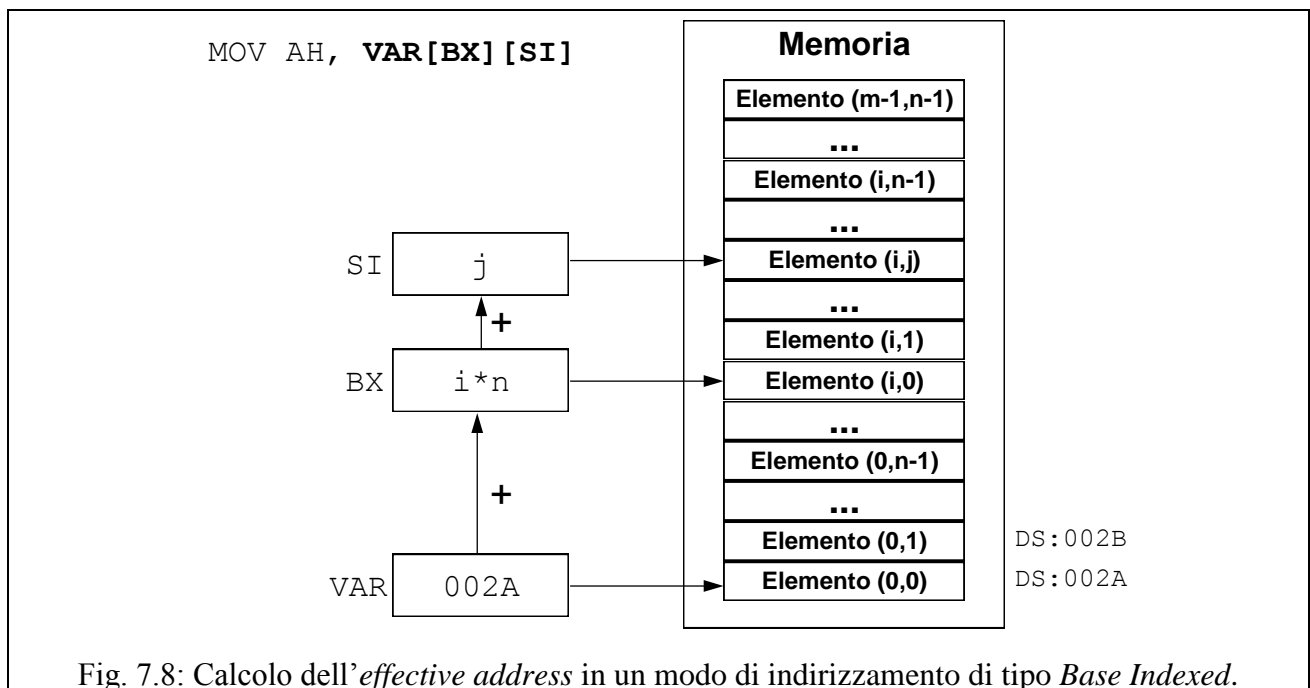 MOV AH, VAR[BX][SI]
Memoria
Elemento (m-1,n-1)
...
Elemento (i,n-1)
...
SI j Elemento (i,j)
+ ...
Elemento (i,1)
BX i*n Elemento (i,0)
...
Elemento (0,n-1)
+ ...
Elemento (0,1) DS:002B
VAR 002A Elemento (0,0) DS:002A
Fig. 7.8: Calcolo dell’effective address in un modo di indirizzamento di tipo Base Indexed.